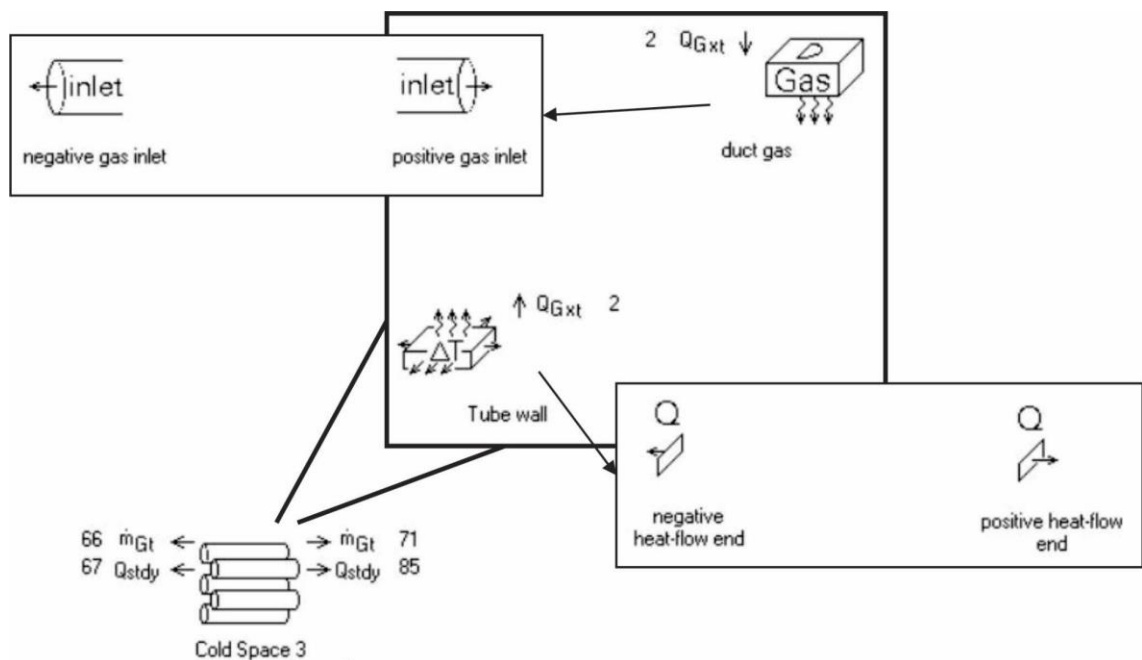 2 QGxt ↓
inlet
inlet
Gas
negative gas inlet
positive gas inlet
duct gas
↑ QGxt 2
ΔT
Tube wall
Q
Q
negative
heat-flow end
positive heat-flow
end
66 ṁGt ← → ṁGt 71
67 Qstdy ← → Qstdy 85
Cold Space 3